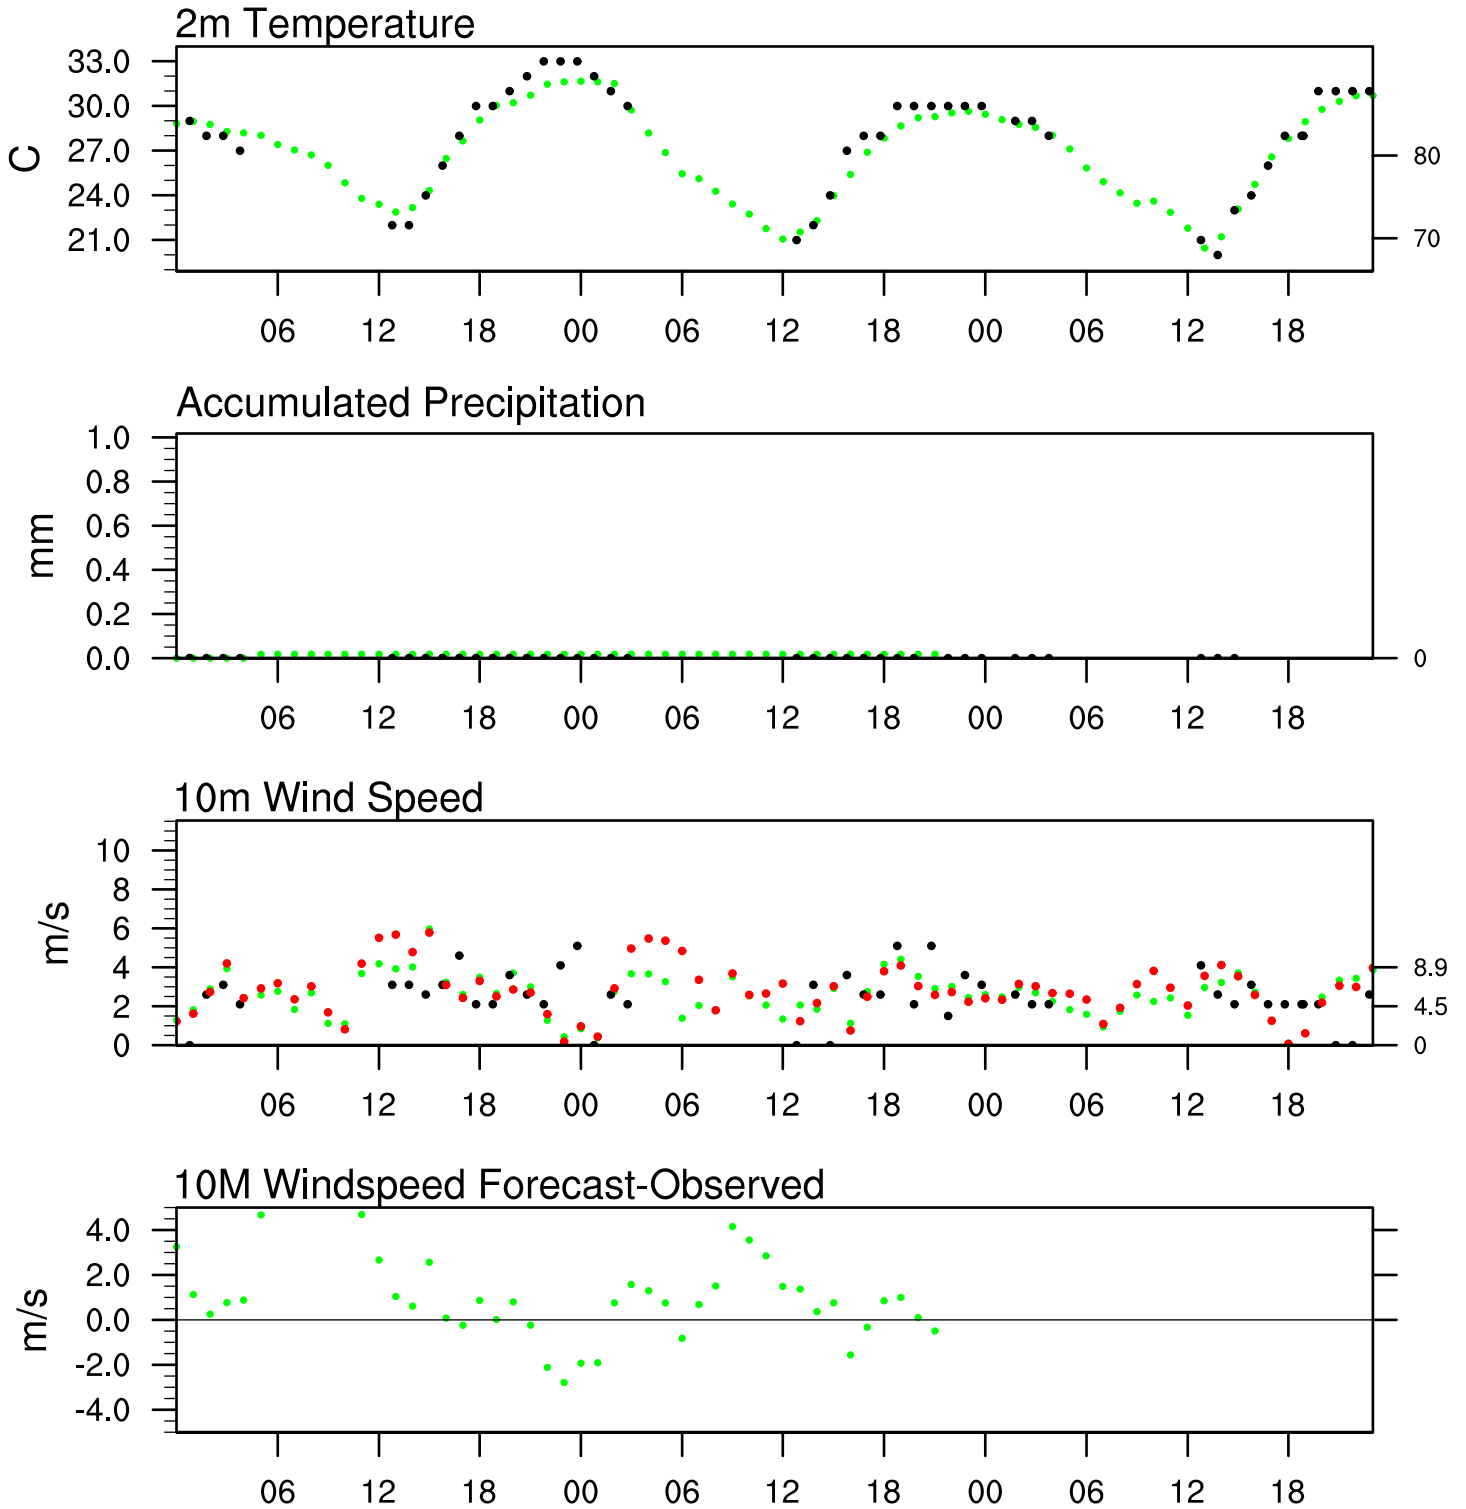 2m Temperature
33.0
30.0
27.0
24.0
21.0
C
80
70
06 12 18 00 06 12 18 00 06 12 18
Accumulated Precipitation
1.0
0.8
0.6
0.4
0.2
0.0
mm
0
06 12 18 00 06 12 18 00 06 12 18
10m Wind Speed
10
8
6
4
2
0
m/s
8.9
4.5
0
06 12 18 00 06 12 18 00 06 12 18
10M Windspeed Forecast-Observed
4.0
2.0
0.0
-2.0
-4.0
m/s
06 12 18 00 06 12 18 00 06 12 18